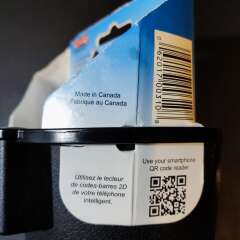 Made in Canada
Fabriqué au Canada
Utilisez le lecteur
de codes-barres 2D
de votre téléphone
intelligent.
Use your smartphone
QR code reader